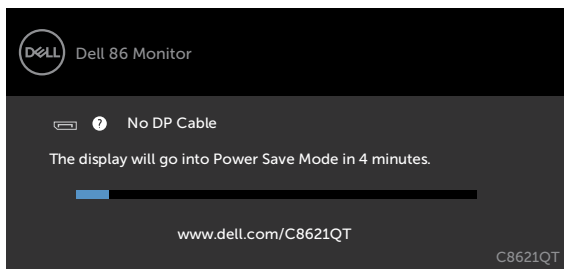 DELL
Dell 86 Monitor
? No DP Cable
The display will go into Power Save Mode in 4 minutes.
www.dell.com/C8621QT
C8621QT